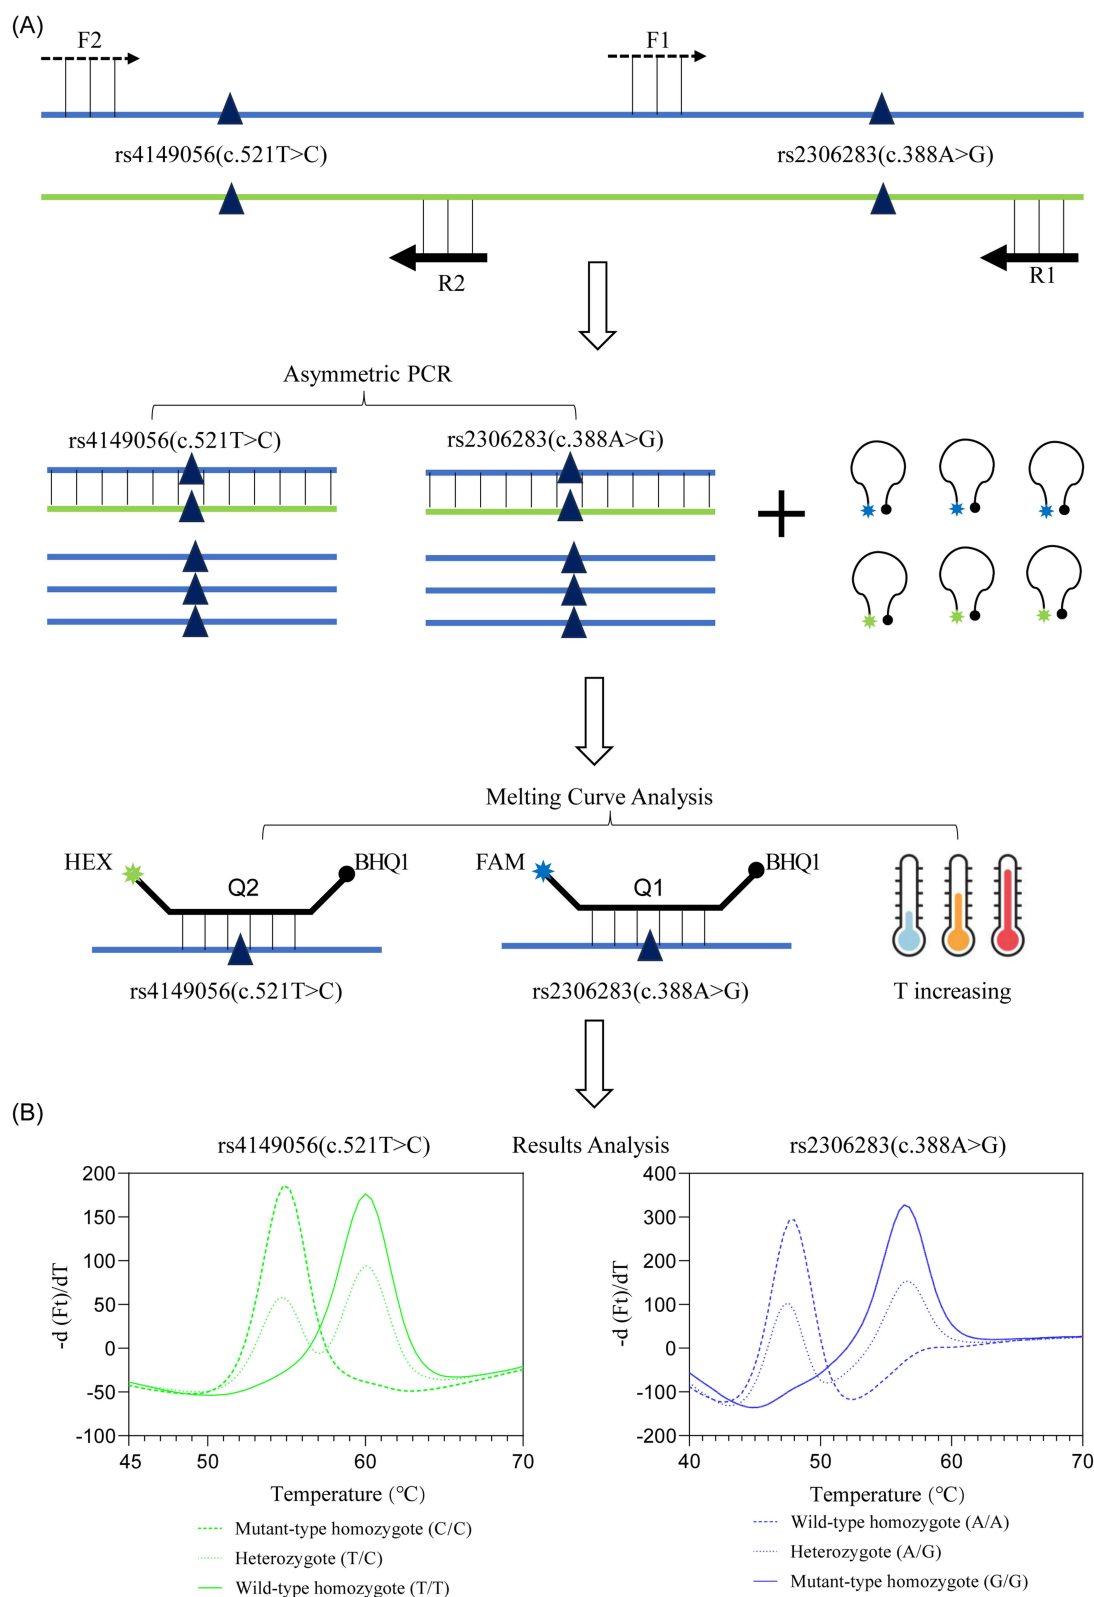 (A)
F2
F1
rs4149056(c.521T>C)
rs2306283(c.388A>G)
R2
R1
Asymmetric PCR
rs4149056(c.521T>C)
rs2306283(c.388A>G)
Melting Curve Analysis
HEX
Q2
BHQ1
FAM
Q1
BHQ1
rs4149056(c.521T>C)
rs2306283(c.388A>G)
T increasing
(B)
Results Analysis
rs4149056(c.521T>C)
200
150
100
50
0
-50
-100
-d (Ft)/dT
45
50
60
70
Temperature (°C)
Mutant-type homozygote (C/C)
Heterozygote (T/C)
Wild-type homozygote (T/T)
rs2306283(c.388A>G)
400
300
200
100
0
-100
-200
-d (Ft)/dT
40
50
60
70
Temperature (°C)
Wild-type homozygote (A/A)
Heterozygote (A/G)
Mutant-type homozygote (G/G)